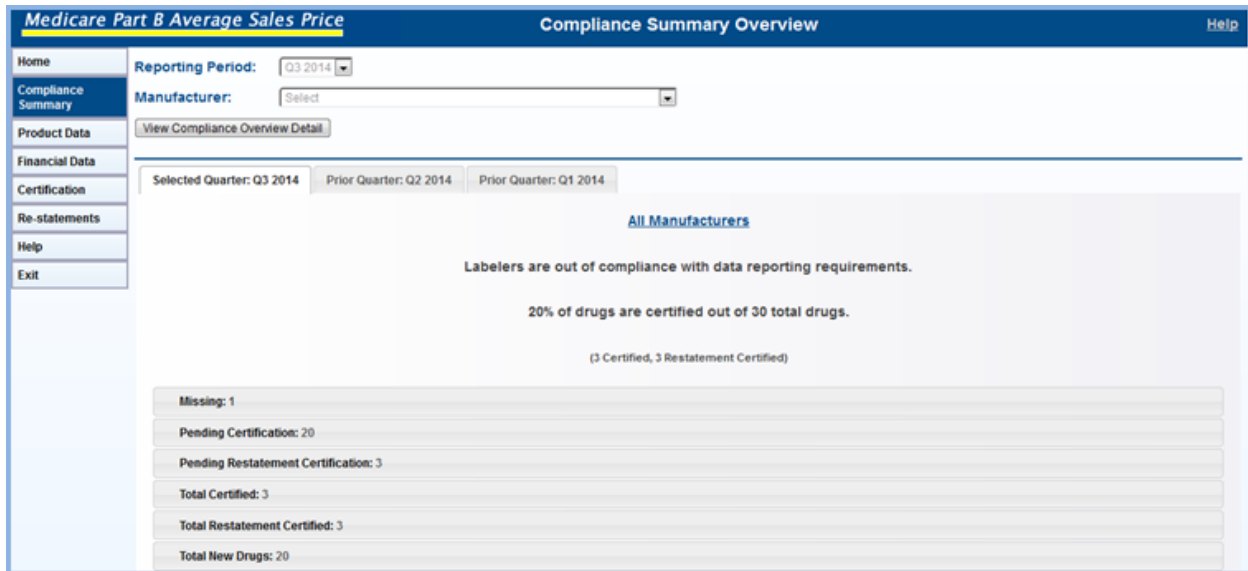 Medicare Part B Average Sales Price
Compliance Summary Overview
Help
Home
Compliance
Summary
Product Data
Financial Data
Certification
Re-statements
Help
Exit
Reporting Period: Q3 2014
Manufacturer: Select
View Compliance Overview Detail
Selected Quarter: Q3 2014 Prior Quarter: Q2 2014 Prior Quarter: Q1 2014
All Manufacturers
Labelers are out of compliance with data reporting requirements.
20% of drugs are certified out of 30 total drugs.
(3 Certified, 3 Restatement Certified)
Missing: 1
Pending Certification: 20
Pending Restatement Certification: 3
Total Certified: 3
Total Restatement Certified: 3
Total New Drugs: 20